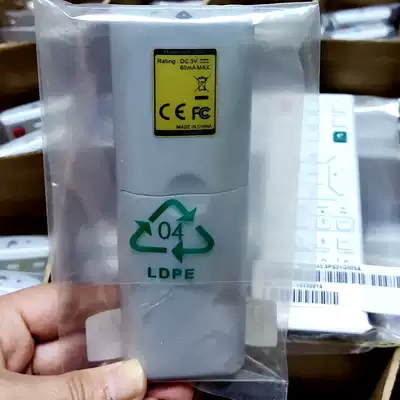 Rating: DC 3V
60mA MAX
CE FC
MADE IN CHINA
04
LDPE